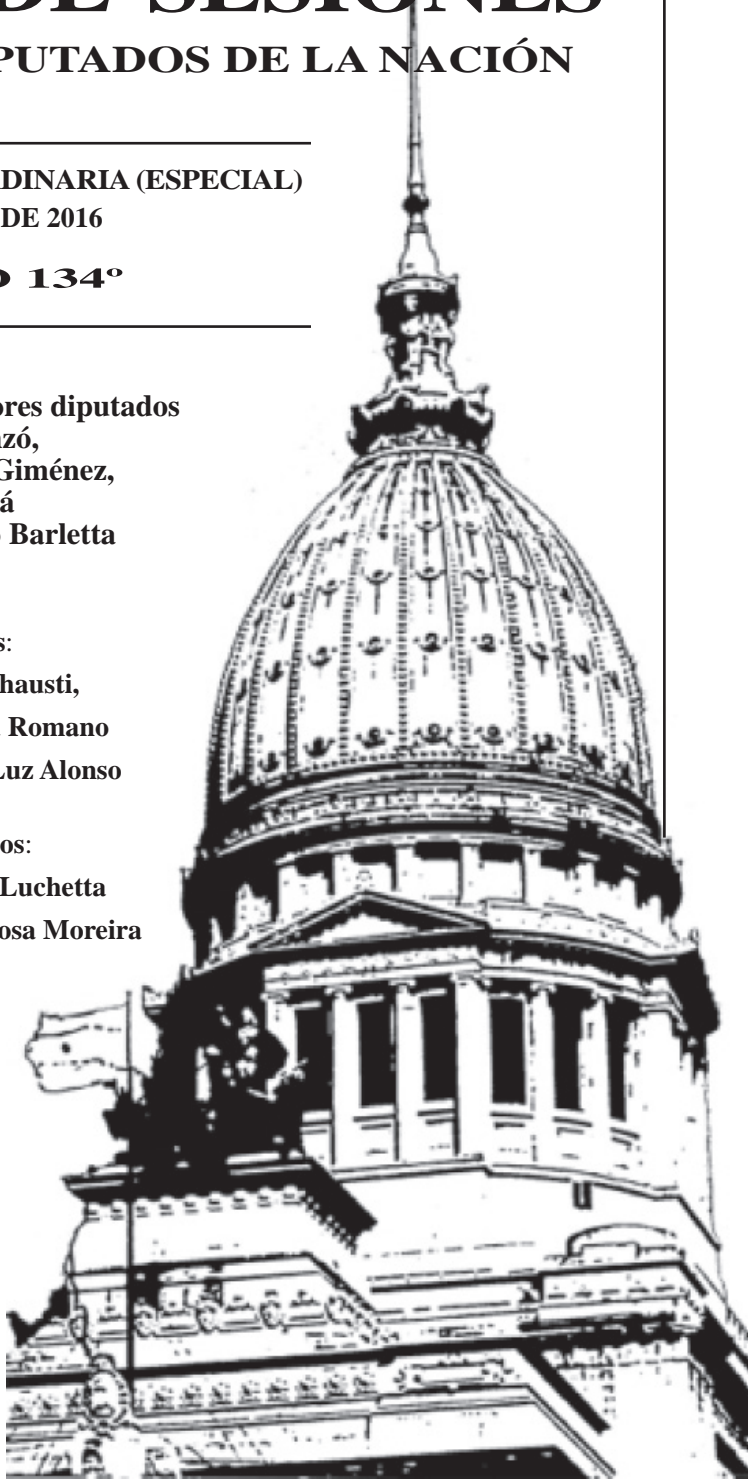 DE SESIONES
PUTADOS DE LA NACIÓN
DINARIA (ESPECIAL)
DE 2016
O 134º
ores diputados
zó,
Giménez,
á
Barletta
s:
hausti,
Romano
Luz Alonso
os:
Luchetta
osa Moreira